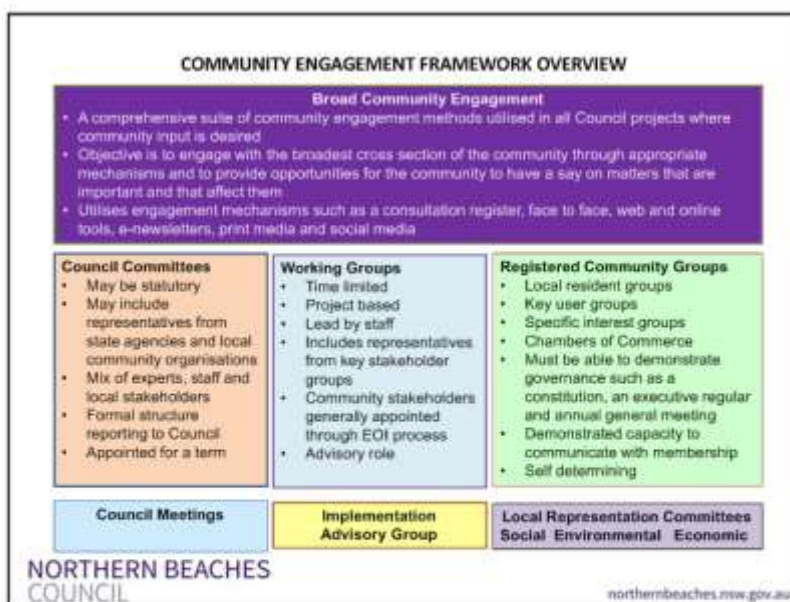 COMMUNITY ENGAGEMENT FRAMEWORK OVERVIEW
Broad Community Engagement
• A comprehensive suite of community engagement methods utilised in all Council projects where
community input is desired
• Objective is to engage with the broadest cross section of the community through appropriate
mechanisms and to provide opportunities for the community to have a say on matters that are
important and that affect them
• Utilises engagement mechanisms such as a consultation register, face to face, web and online
tools, e-newsletters, print media and social media
Council Committees
• May be statutory
• May include
representatives from
state agencies and local
community organisations
• Mix of experts, staff and
local stakeholders
• Formal structure
reporting to Council
• Appointed for a term
Working Groups
• Time limited
• Project based
• Lead by staff
• Includes representatives
from key stakeholder
groups
• Community stakeholders
generally appointed
through EOI process
• Advisory role
Registered Community Groups
• Local resident groups
• Key user groups
• Specific interest groups
• Chambers of Commerce
• Must be able to demonstrate
governance such as a
constitution, an executive regular
and annual general meeting
• Demonstrated capacity to
communicate with membership
• Self determining
Council Meetings
Implementation
Advisory Group
Local Representation Committees
Social Environmental Economic
NORTHERN BEACHES
COUNCIL
northernbeaches.nsw.gov.au